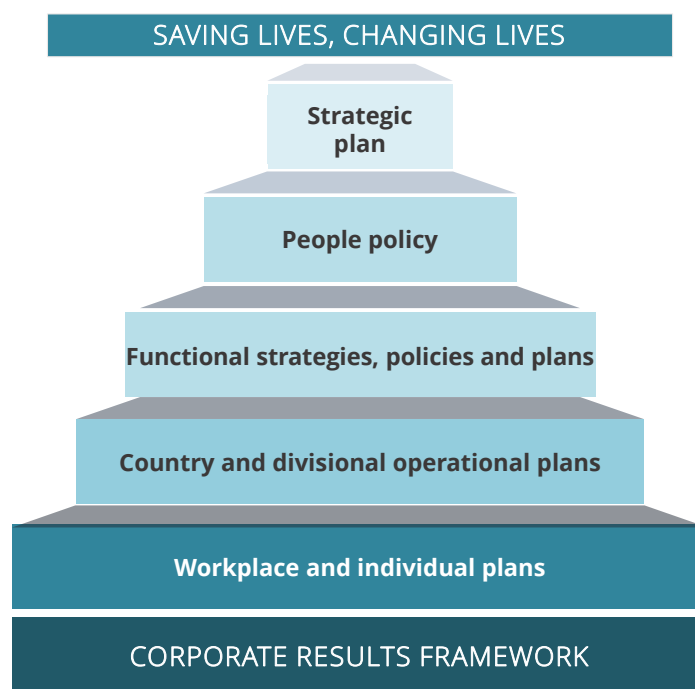 SAVING LIVES, CHANGING LIVES
Strategic
plan
People policy
Functional strategies, policies and plans
Country and divisional operational plans
Workplace and individual plans
CORPORATE RESULTS FRAMEWORK